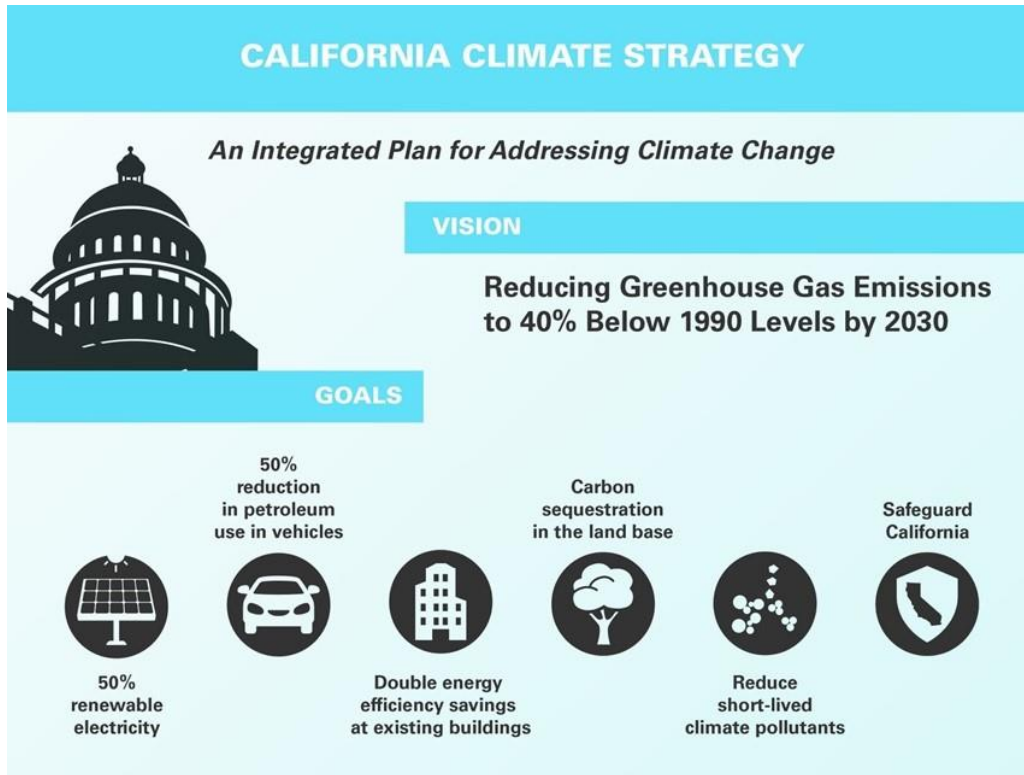 CALIFORNIA CLIMATE STRATEGY
An Integrated Plan for Addressing Climate Change
VISION
Reducing Greenhouse Gas Emissions
to 40% Below 1990 Levels by 2030
GOALS
50%
renewable
electricity
50%
reduction
in petroleum
use in vehicles
Double energy
efficiency savings
at existing buildings
Carbon
sequestration
in the land base
Reduce
short-lived
climate pollutants
Safeguard
California